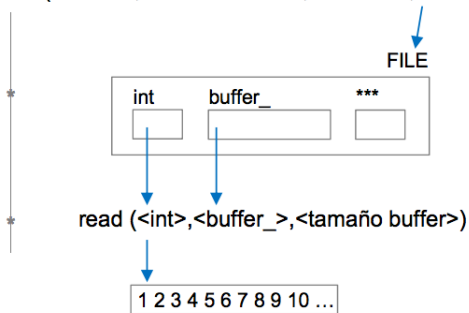 FILE
int buffer_ ***
* 
* read (<int>,<buffer_>,<tamaño buffer>)
1 2 3 4 5 6 7 8 9 10 ...